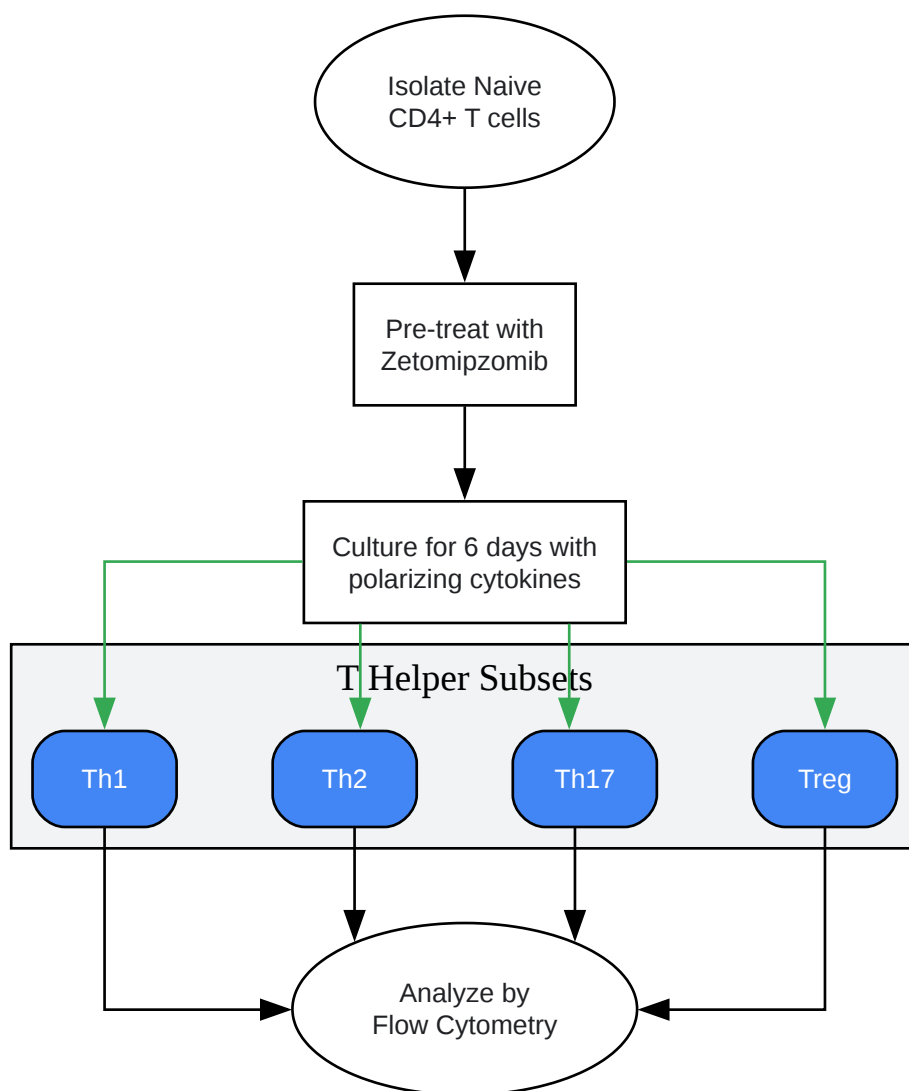 Isolate Naive
CD4+ T cells
Pre-treat with
Zetomipzomib
Culture for 6 days with
polarizing cytokines
T Helper Subsets
Th1
Th2
Th17
Treg
Analyze by
Flow Cytometry